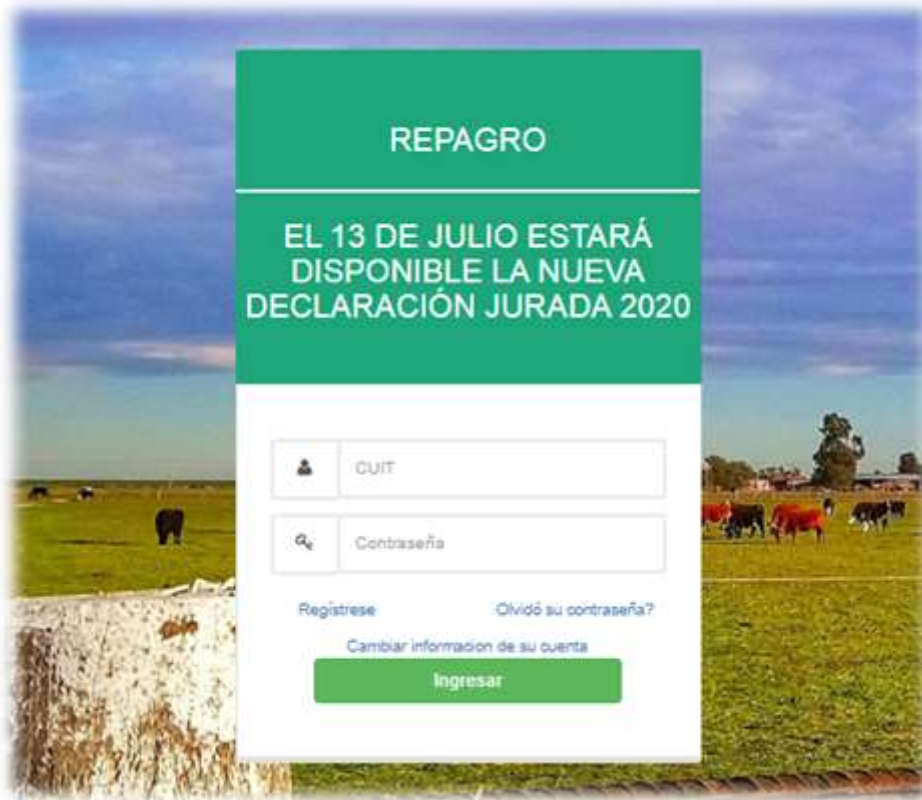 REPAGRO
EL 13 DE JULIO ESTARÁ
DISPONIBLE LA NUEVA
DECLARACIÓN JURADA 2020
CUIT
Contraseña
Regístrese
Olvidó su contraseña?
Cambiar informacion de su cuenta
Ingresar